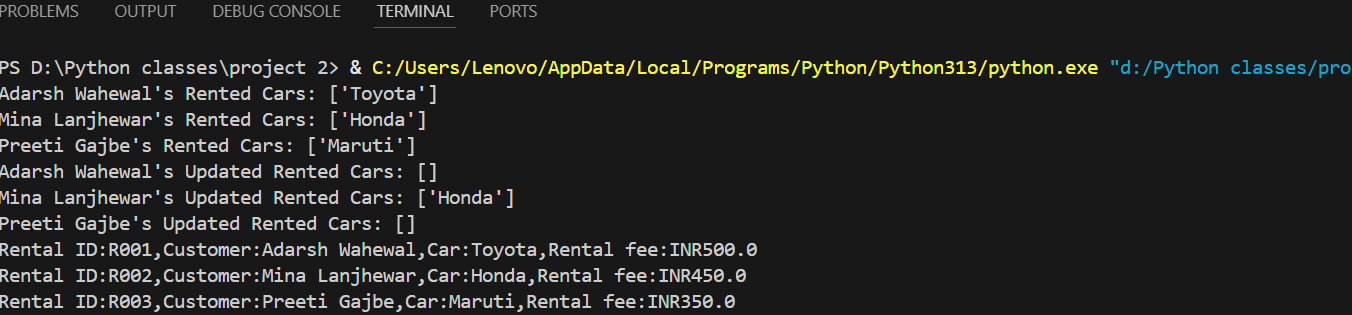 PROBLEMS OUTPUT DEBUG CONSOLE TERMINAL PORTS
PS D:\Python classes\project 2> & C:/Users/Lenovo/AppData/Local/Programs/Python/Python313/python.exe "d:/Python classes/pro
Adarsh Wahewal's Rented Cars: ['Toyota']
Mina Lanjhewar's Rented Cars: ['Honda']
Preeti Gajbe's Rented Cars: ['Maruti']
Adarsh Wahewal's Updated Rented Cars: []
Mina Lanjhewar's Updated Rented Cars: ['Honda']
Preeti Gajbe's Updated Rented Cars: []
Rental ID:R001,Customer:Adarsh Wahewal,Car:Toyota,Rental fee:INR500.0
Rental ID:R002,Customer:Mina Lanjhewar,Car:Honda,Rental fee:INR450.0
Rental ID:R003,Customer:Preeti Gajbe,Car:Maruti,Rental fee:INR350.0